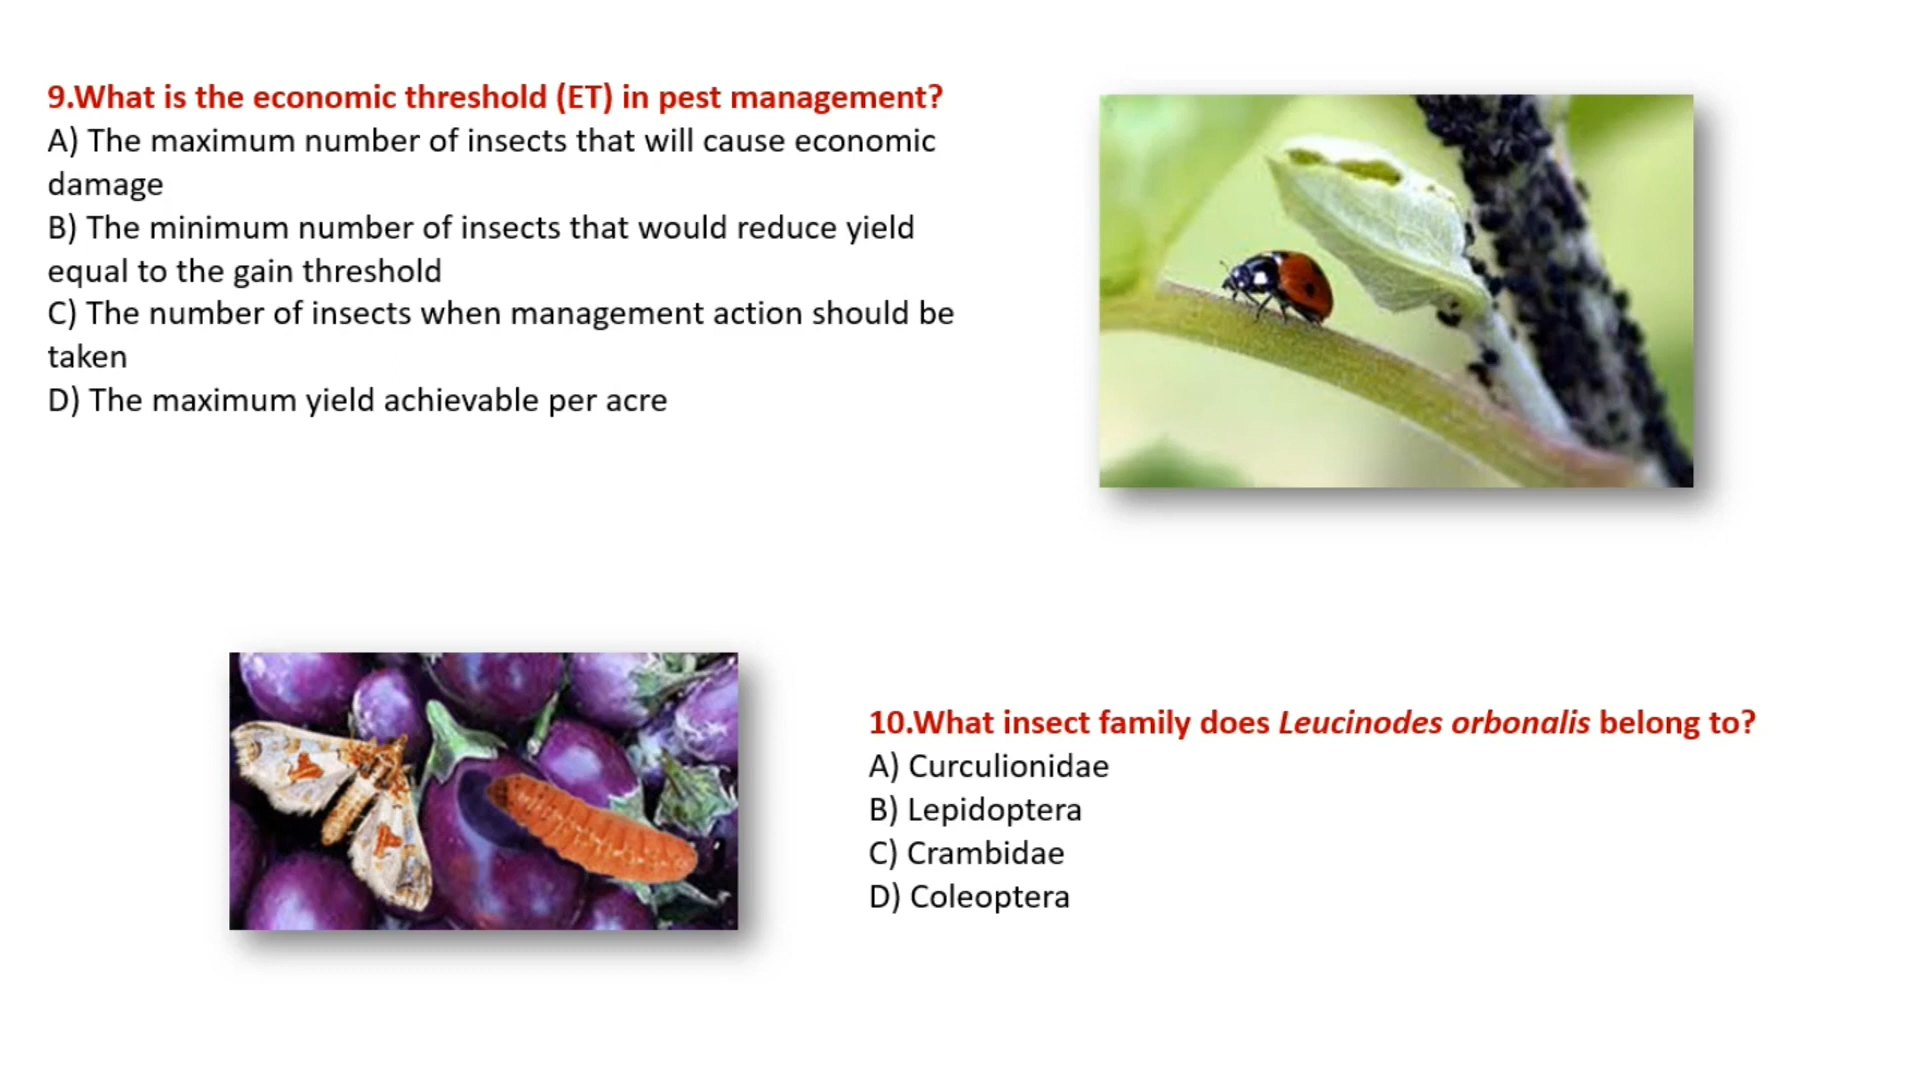 9.What is the economic threshold (ET) in pest management?
A) The maximum number of insects that will cause economic
damage
B) The minimum number of insects that would reduce yield
equal to the gain threshold
C) The number of insects when management action should be
taken
D) The maximum yield achievable per acre
10.What insect family does Leucinodes orbonalis belong to?
A) Curculionidae
B) Lepidoptera
C) Crambidae
D) Coleoptera